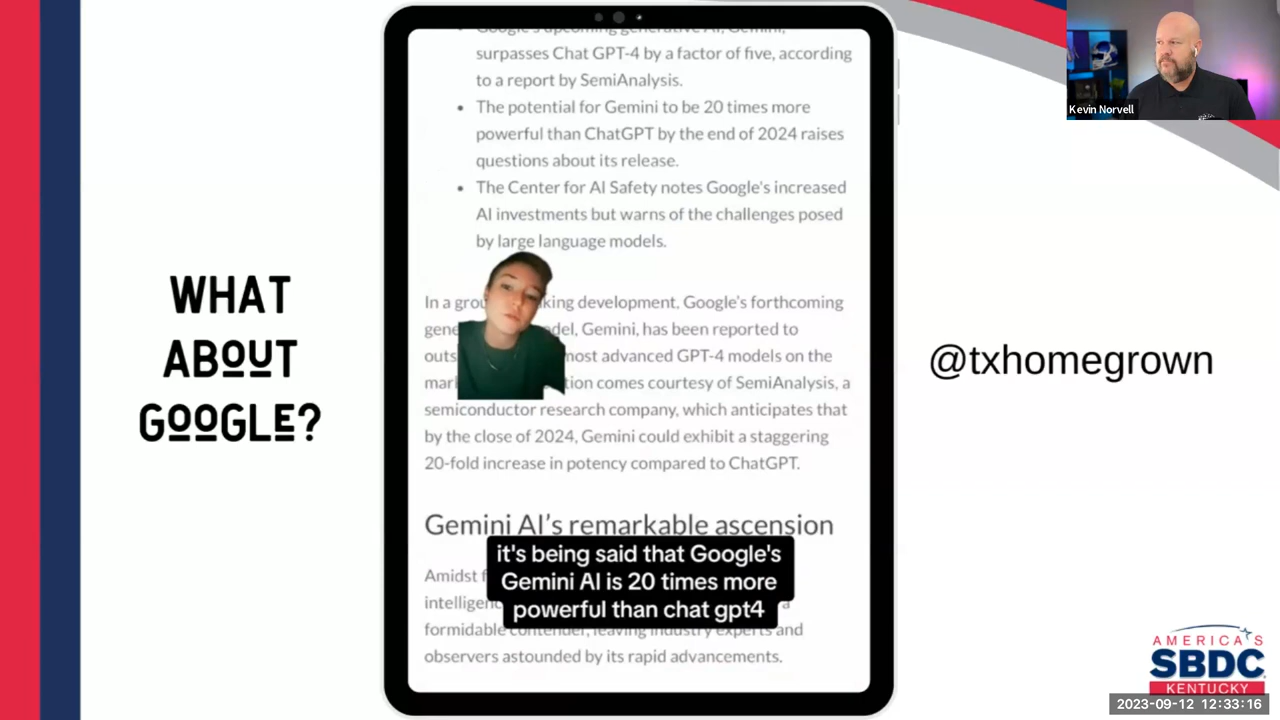 WHAT
ABOUT
GOOGLE?
Google's upcoming generative AI, Gemini,
surpasses Chat GPT-4 by a factor of five, according
to a report by SemiAnalysis.
• The potential for Gemini to be 20 times more
powerful than ChatGPT by the end of 2024 raises
questions about its release.
• The Center for AI Safety notes Google's increased
AI investments but warns of the challenges posed
by large language models.
In a king development, Google's forthcoming
Gemini, has been reported to
most advanced GPT-4 models on the
comes courtesy of SemiAnalysis, a
semiconductor research company, which anticipates that
by the close of 2024, Gemini could exhibit a staggering
20-fold increase in potency compared to ChatGPT.
Gemini AI's remarkable ascension
it's being said that Google's
Gemini AI is 20 times more
powerful than chat gpt4
Amidst
formidable contender, leaving industry experts and
observers astounded by its rapid advancements.
@txhomegrown
Kevin Norvell
AMERICA'S
SBDC
KENTUCKY
2023-09-12 12:33:16